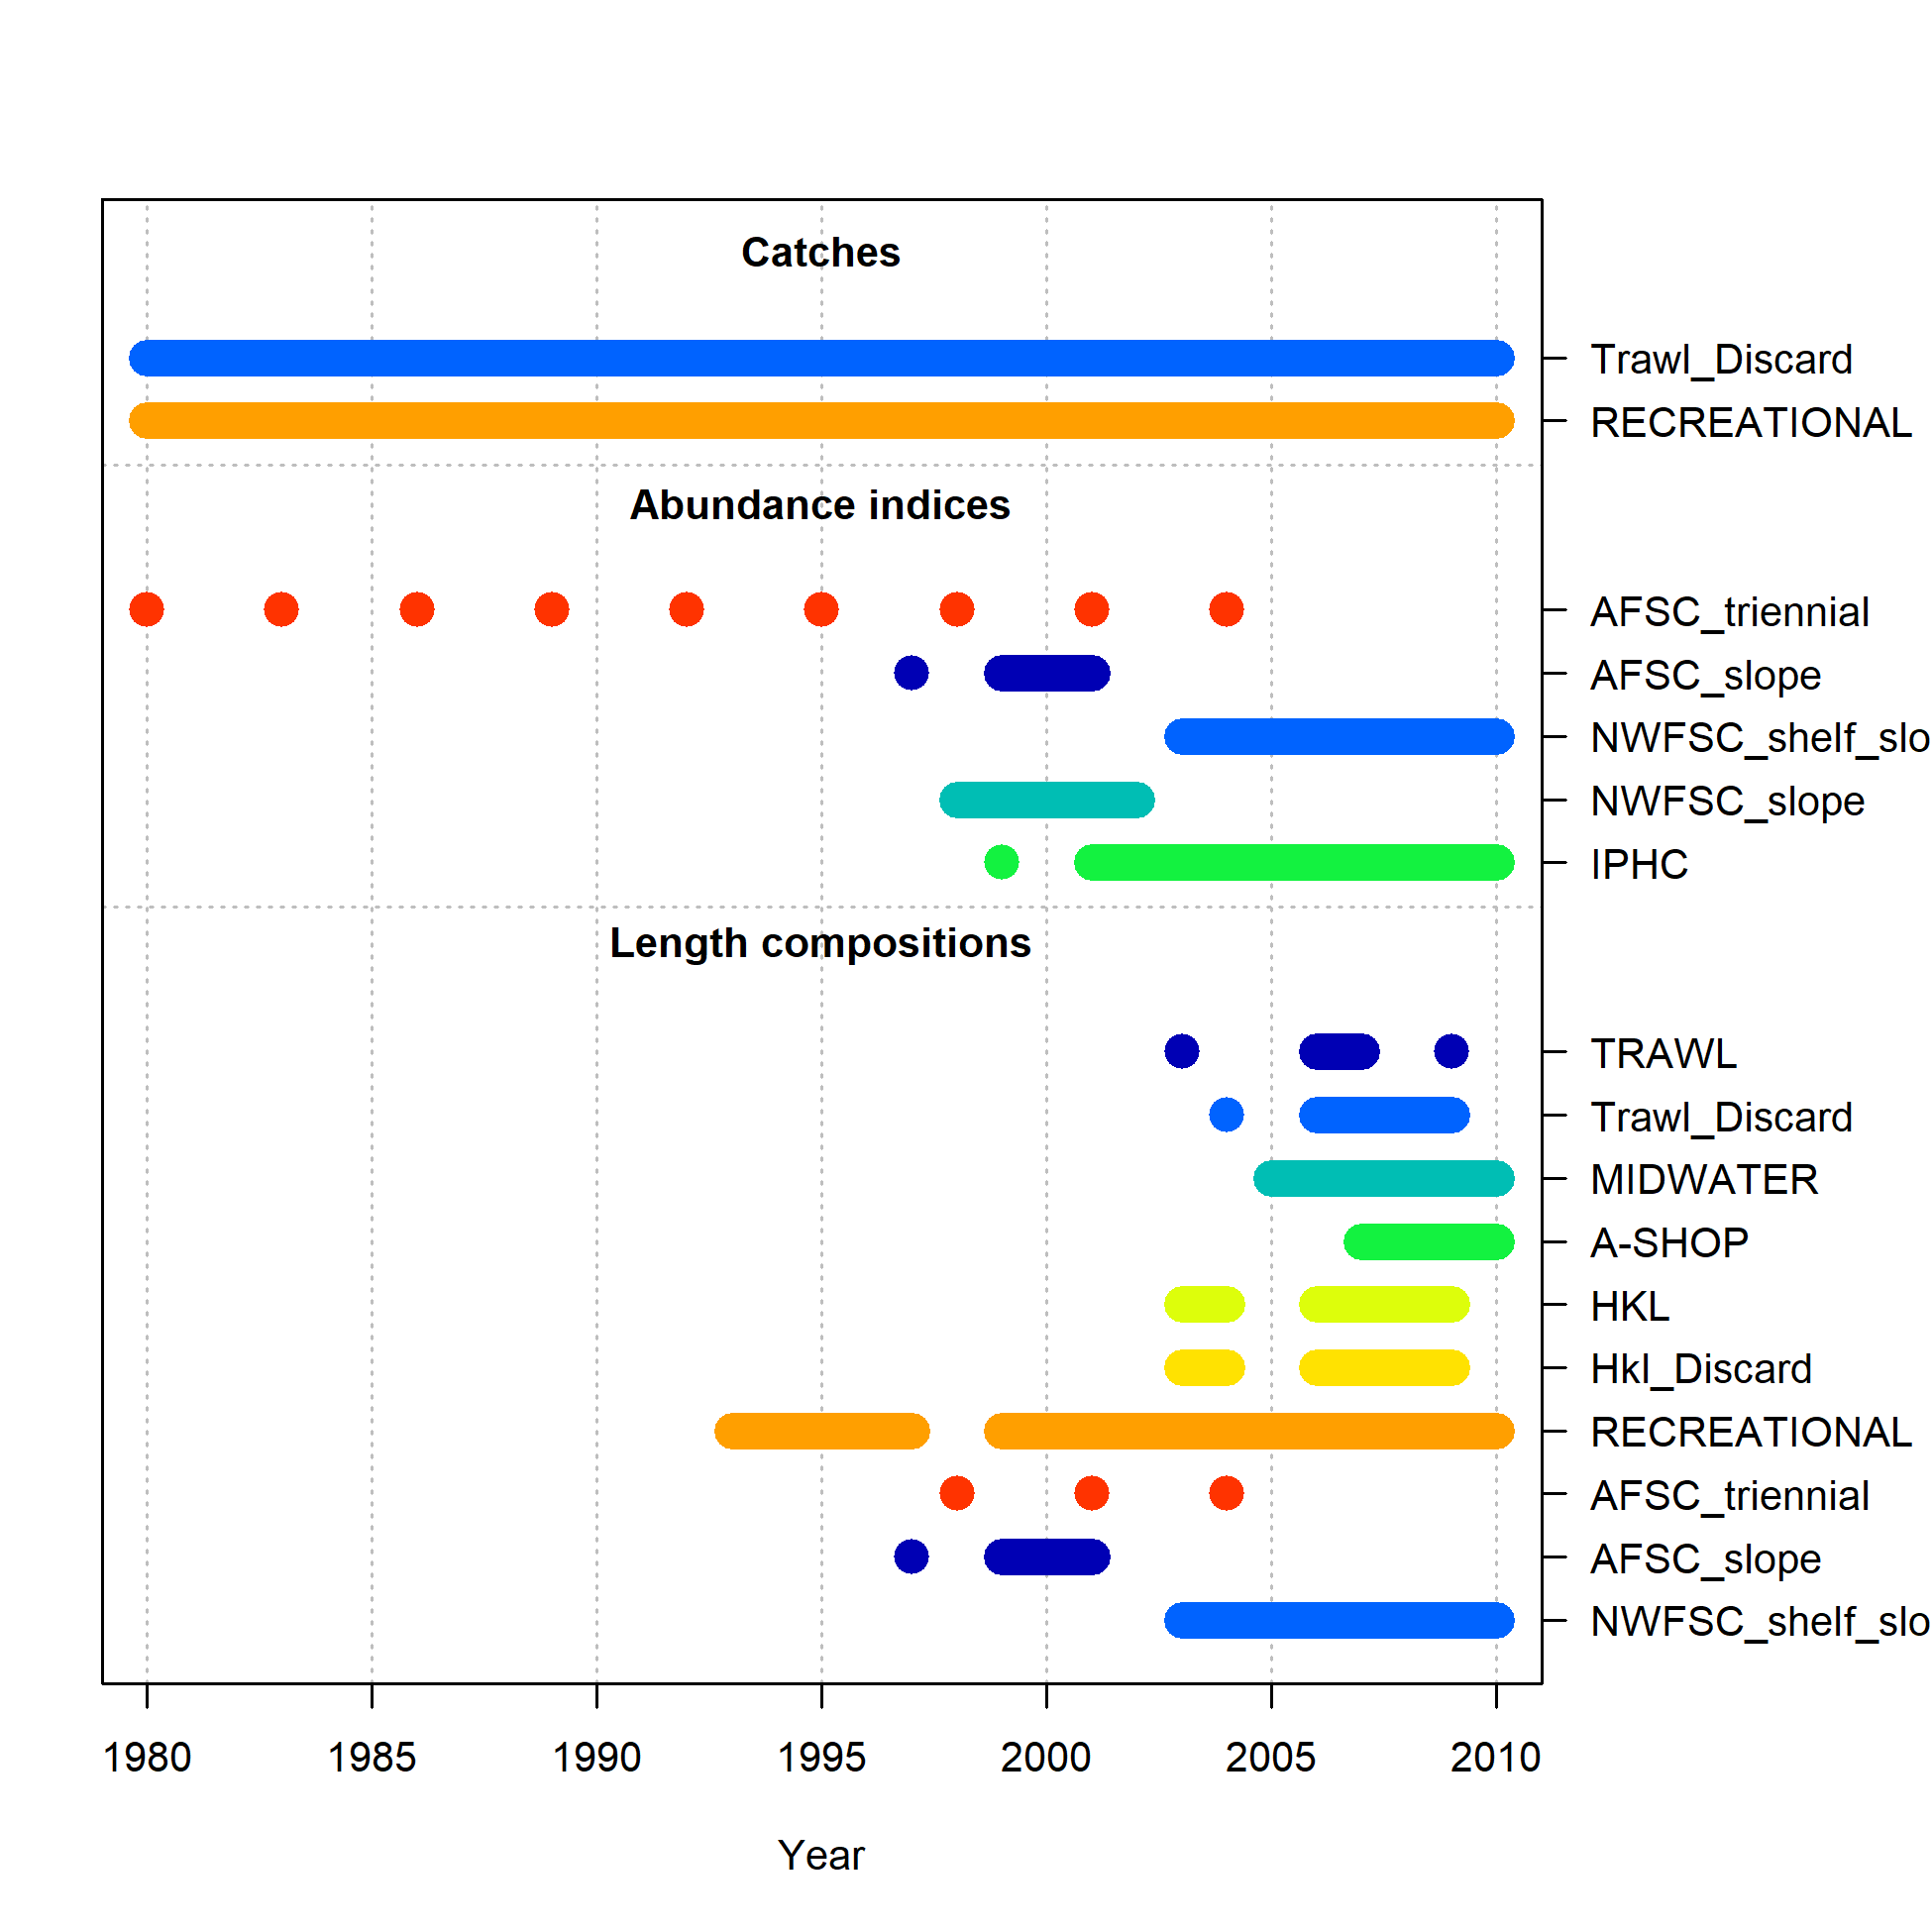 Catches
Trawl_Discard
RECREATIONAL
Abundance indices
AFSC_triennial
AFSC_slope
NWFSC_shelf_slo
NWFSC_slope
IPHC
Length compositions
TRAWL
Trawl_Discard
MIDWATER
A-SHOP
HKL
Hkl_Discard
RECREATIONAL
AFSC_triennial
AFSC_slope
NWFSC_shelf_slo
1980 1985 1990 1995 2000 2005 2010
Year